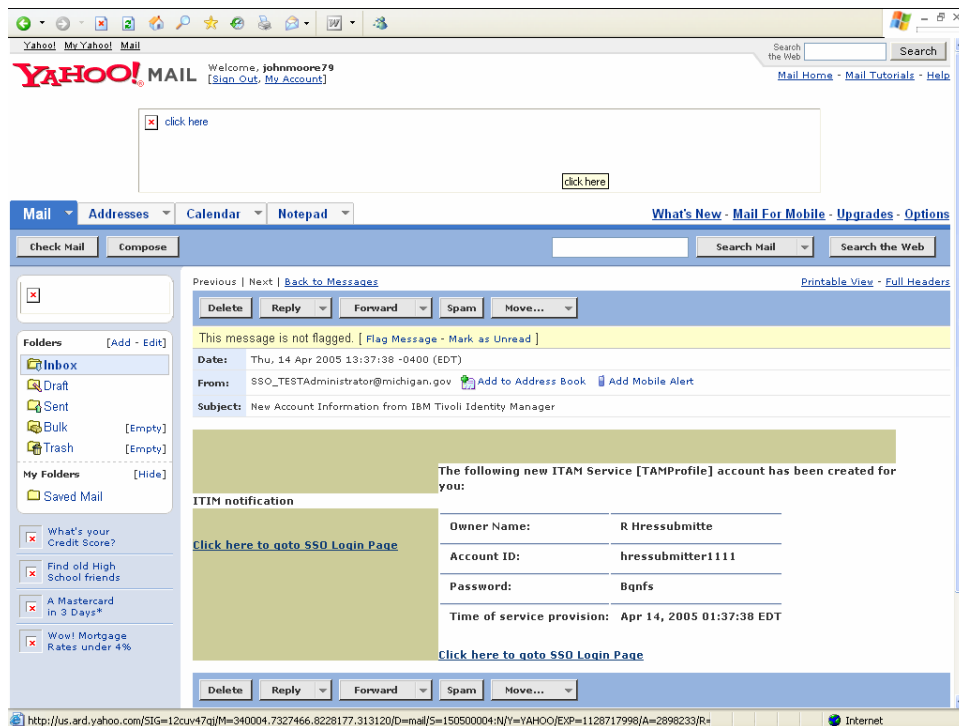 Yahoo! My Yahoo! Mail
Search the Web
Search
YAHOO! MAIL
Welcome, johnmoore79
[Sign Out, My Account]
Mail Home - Mail Tutorials - Help
click here
click here
Mail Addresses Calendar Notepad
What's New - Mail For Mobile - Upgrades - Options
Check Mail Compose
Search Mail Search the Web
Previous | Next | Back to Messages
Printable View - Full Headers
Delete Reply Forward Spam Move...
This message is not flagged. [ Flag Message - Mark as Unread ]
Date: Thu, 14 Apr 2005 13:37:38 -0400 (EDT)
From: SSO_TESTAdministrator@michigan.gov Add to Address Book Add Mobile Alert
Subject: New Account Information from IBM Tivoli Identity Manager
Folders [Add - Edit]
Inbox
Draft
Sent
Bulk [Empty]
Trash [Empty]
My Folders [Hide]
Saved Mail
What's your
Credit Score?
Find old High
School friends
A Mastercard
in 3 Days*
Wow! Mortgage
Rates under 4%
The following new ITAM Service [TAMProfile] account has been created for
you:
ITIM notification
Click here to goto SSO Login Page
Owner Name: R Hressubmitte
Account ID: hressubmitter1111
Password: Bqnfs
Time of service provision: Apr 14, 2005 01:37:38 EDT
Click here to goto SSO Login Page
Delete Reply Forward Spam Move...
http://us.ard.yahoo.com/SIG=12cuv47qj/M=340004.7327466.8228177.313120/D=mail/S=150500004:N/Y=YAHOO/EXP=1128717998/A=2898233/R=
Internet